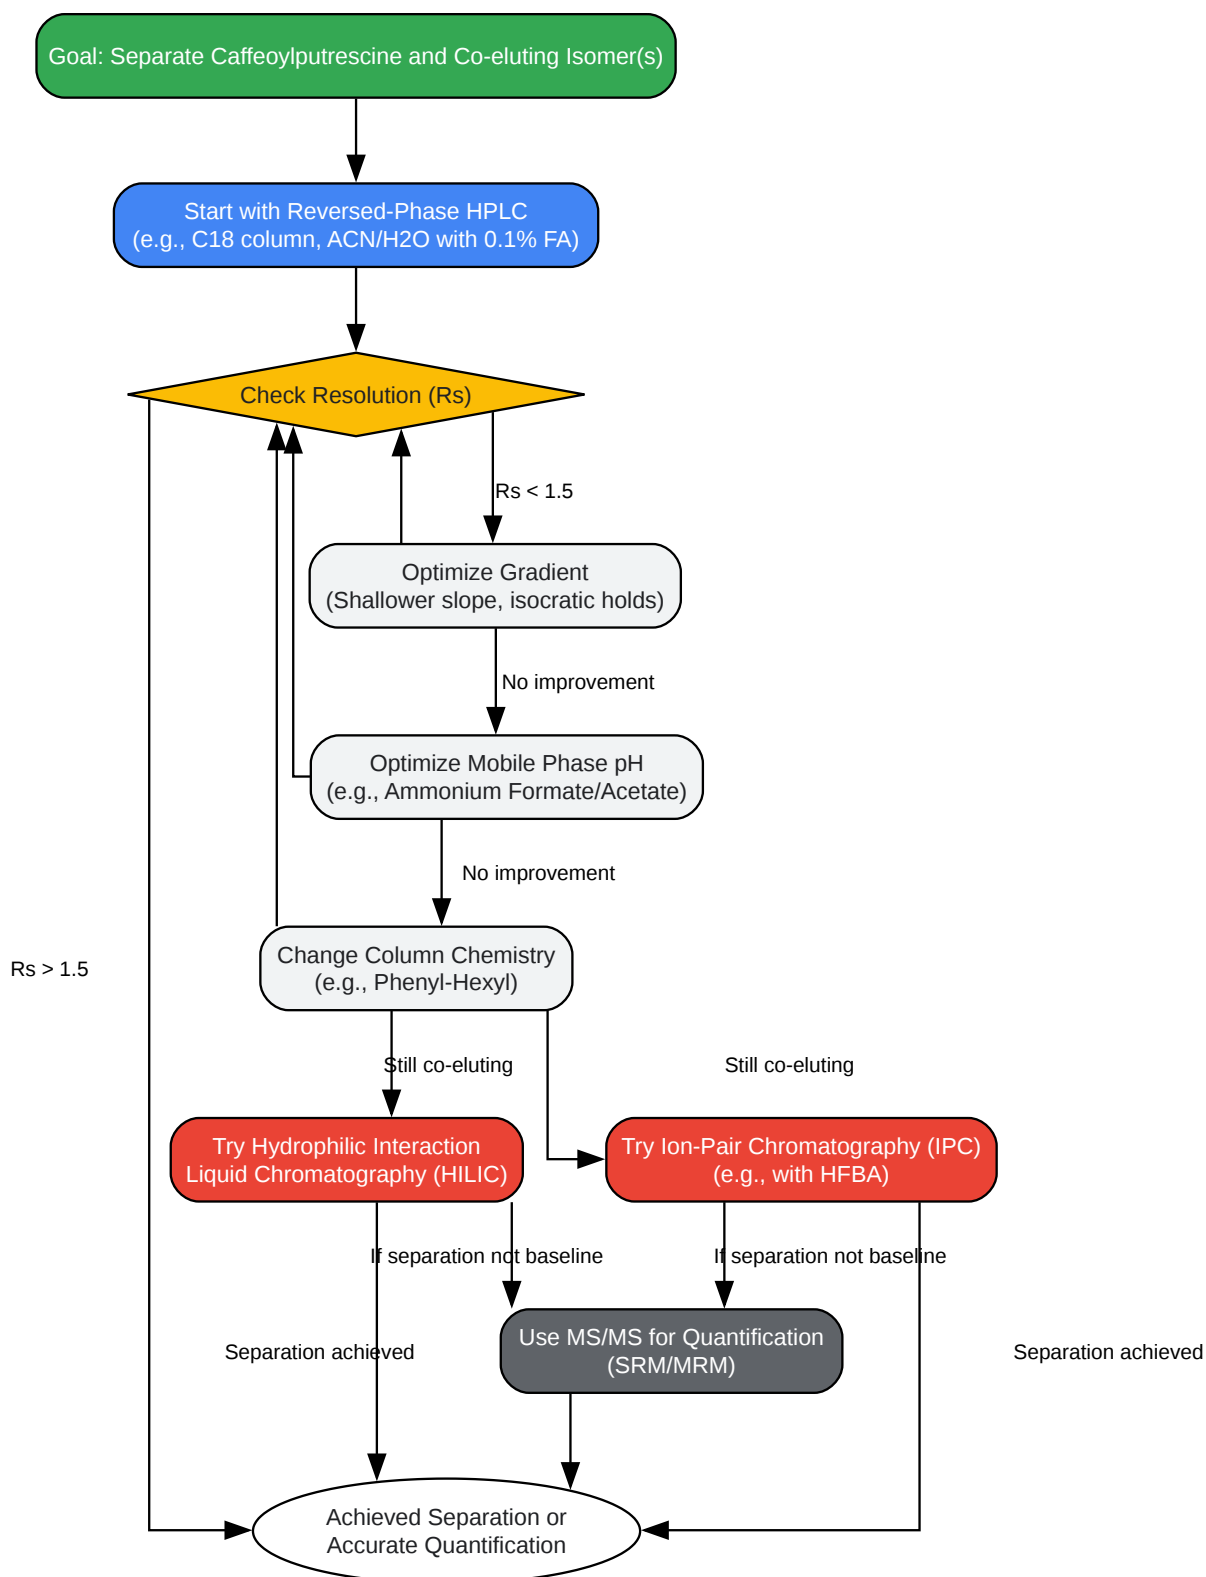 Goal: Separate Caffeoylputrescine and Co-eluting Isomer(s)
Start with Reversed-Phase HPLC
(e.g., C18 column, ACN/H2O with 0.1% FA)
Check Resolution (Rs)
Rs < 1.5
Optimize Gradient
(Shallower slope, isocratic holds)
No improvement
Optimize Mobile Phase pH
(e.g., Ammonium Formate/Acetate)
No improvement
Change Column Chemistry
(e.g., Phenyl-Hexyl)
Rs > 1.5
Still co-eluting
Still co-eluting
Try Hydrophilic Interaction
Liquid Chromatography (HILIC)
Try Ion-Pair Chromatography (IPC)
(e.g., with HFBA)
If separation not baseline
If separation not baseline
Use MS/MS for Quantification
(SRM/MRM)
Separation achieved
Separation achieved
Achieved Separation or
Accurate Quantification